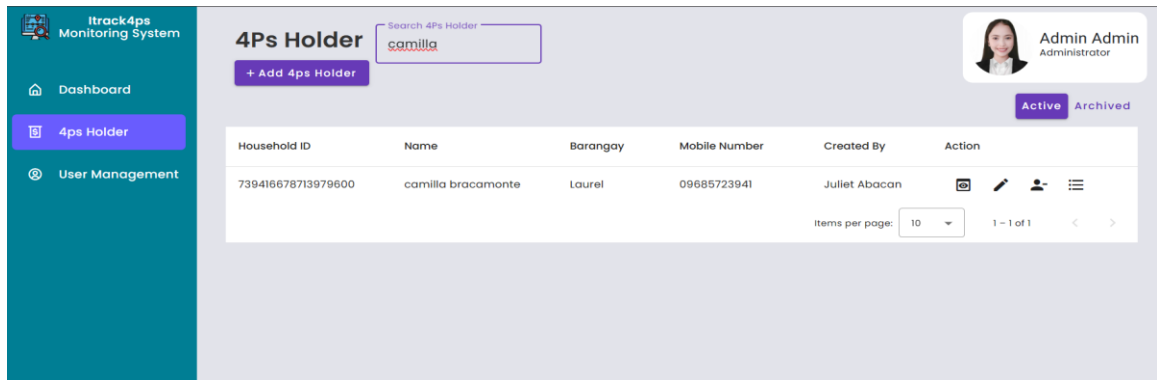 Itrack4ps
Monitoring System
Dashboard
4ps Holder
User Management
4Ps Holder
Search 4Ps Holder
camilla
+ Add 4ps Holder
Admin Admin
Administrator
Active Archived
Household ID Name Barangay Mobile Number Created By Action
739416678713979600 camilla bracamonte Laurel 09685723941 Juliet Abacan
Items per page: 10 1 – 1 of 1